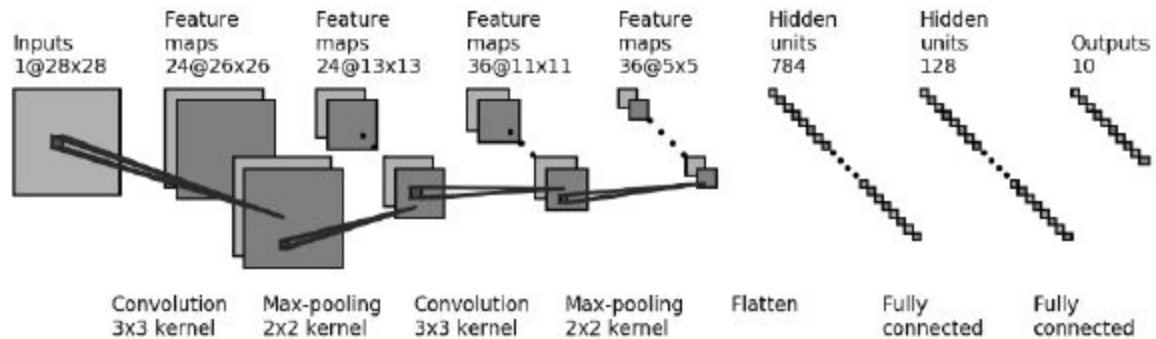 Inputs
1@28x28
Feature
maps
24@26x26
Feature
maps
24@13x13
Feature
maps
36@11x11
Feature
maps
36@5x5
Hidden
units
784
Hidden
units
128
Outputs
10
Convolution
3x3 kernel
Max-pooling
2x2 kernel
Convolution
3x3 kernel
Max-pooling
2x2 kernel
Flatten
Fully
connected
Fully
connected